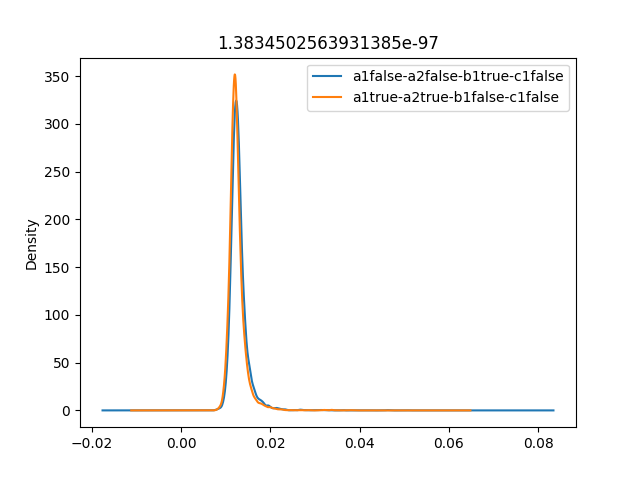 1.3834502563931385e-97
a1false-a2false-b1true-c1false
a1true-a2true-b1false-c1false
Density
350
300
250
200
150
100
50
0
−0.02 0.00 0.02 0.04 0.06 0.08